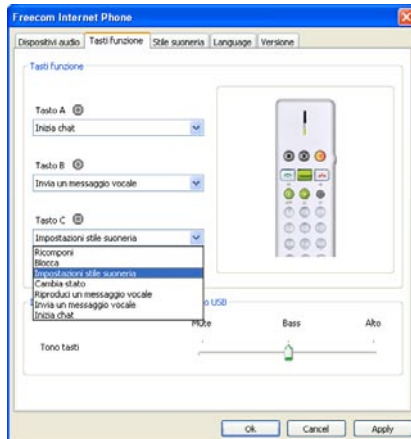 Freecom Internet Phone
Dispositivi audio Tasti funzione Stile suoneria Language Versione
Tasti funzione
Tasto A
Inizia chat
Tasto B
Invia un messaggio vocale
Tasto C
Impostazioni stile suoneria
Ricomponi
Blocca
Impostazioni stile suoneria
Cambia stato
Riproduci un messaggio vocale
Invia un messaggio vocale
Inizia chat
USB
Mute Bass Alto
Tono tasti
Ok Cancel Apply